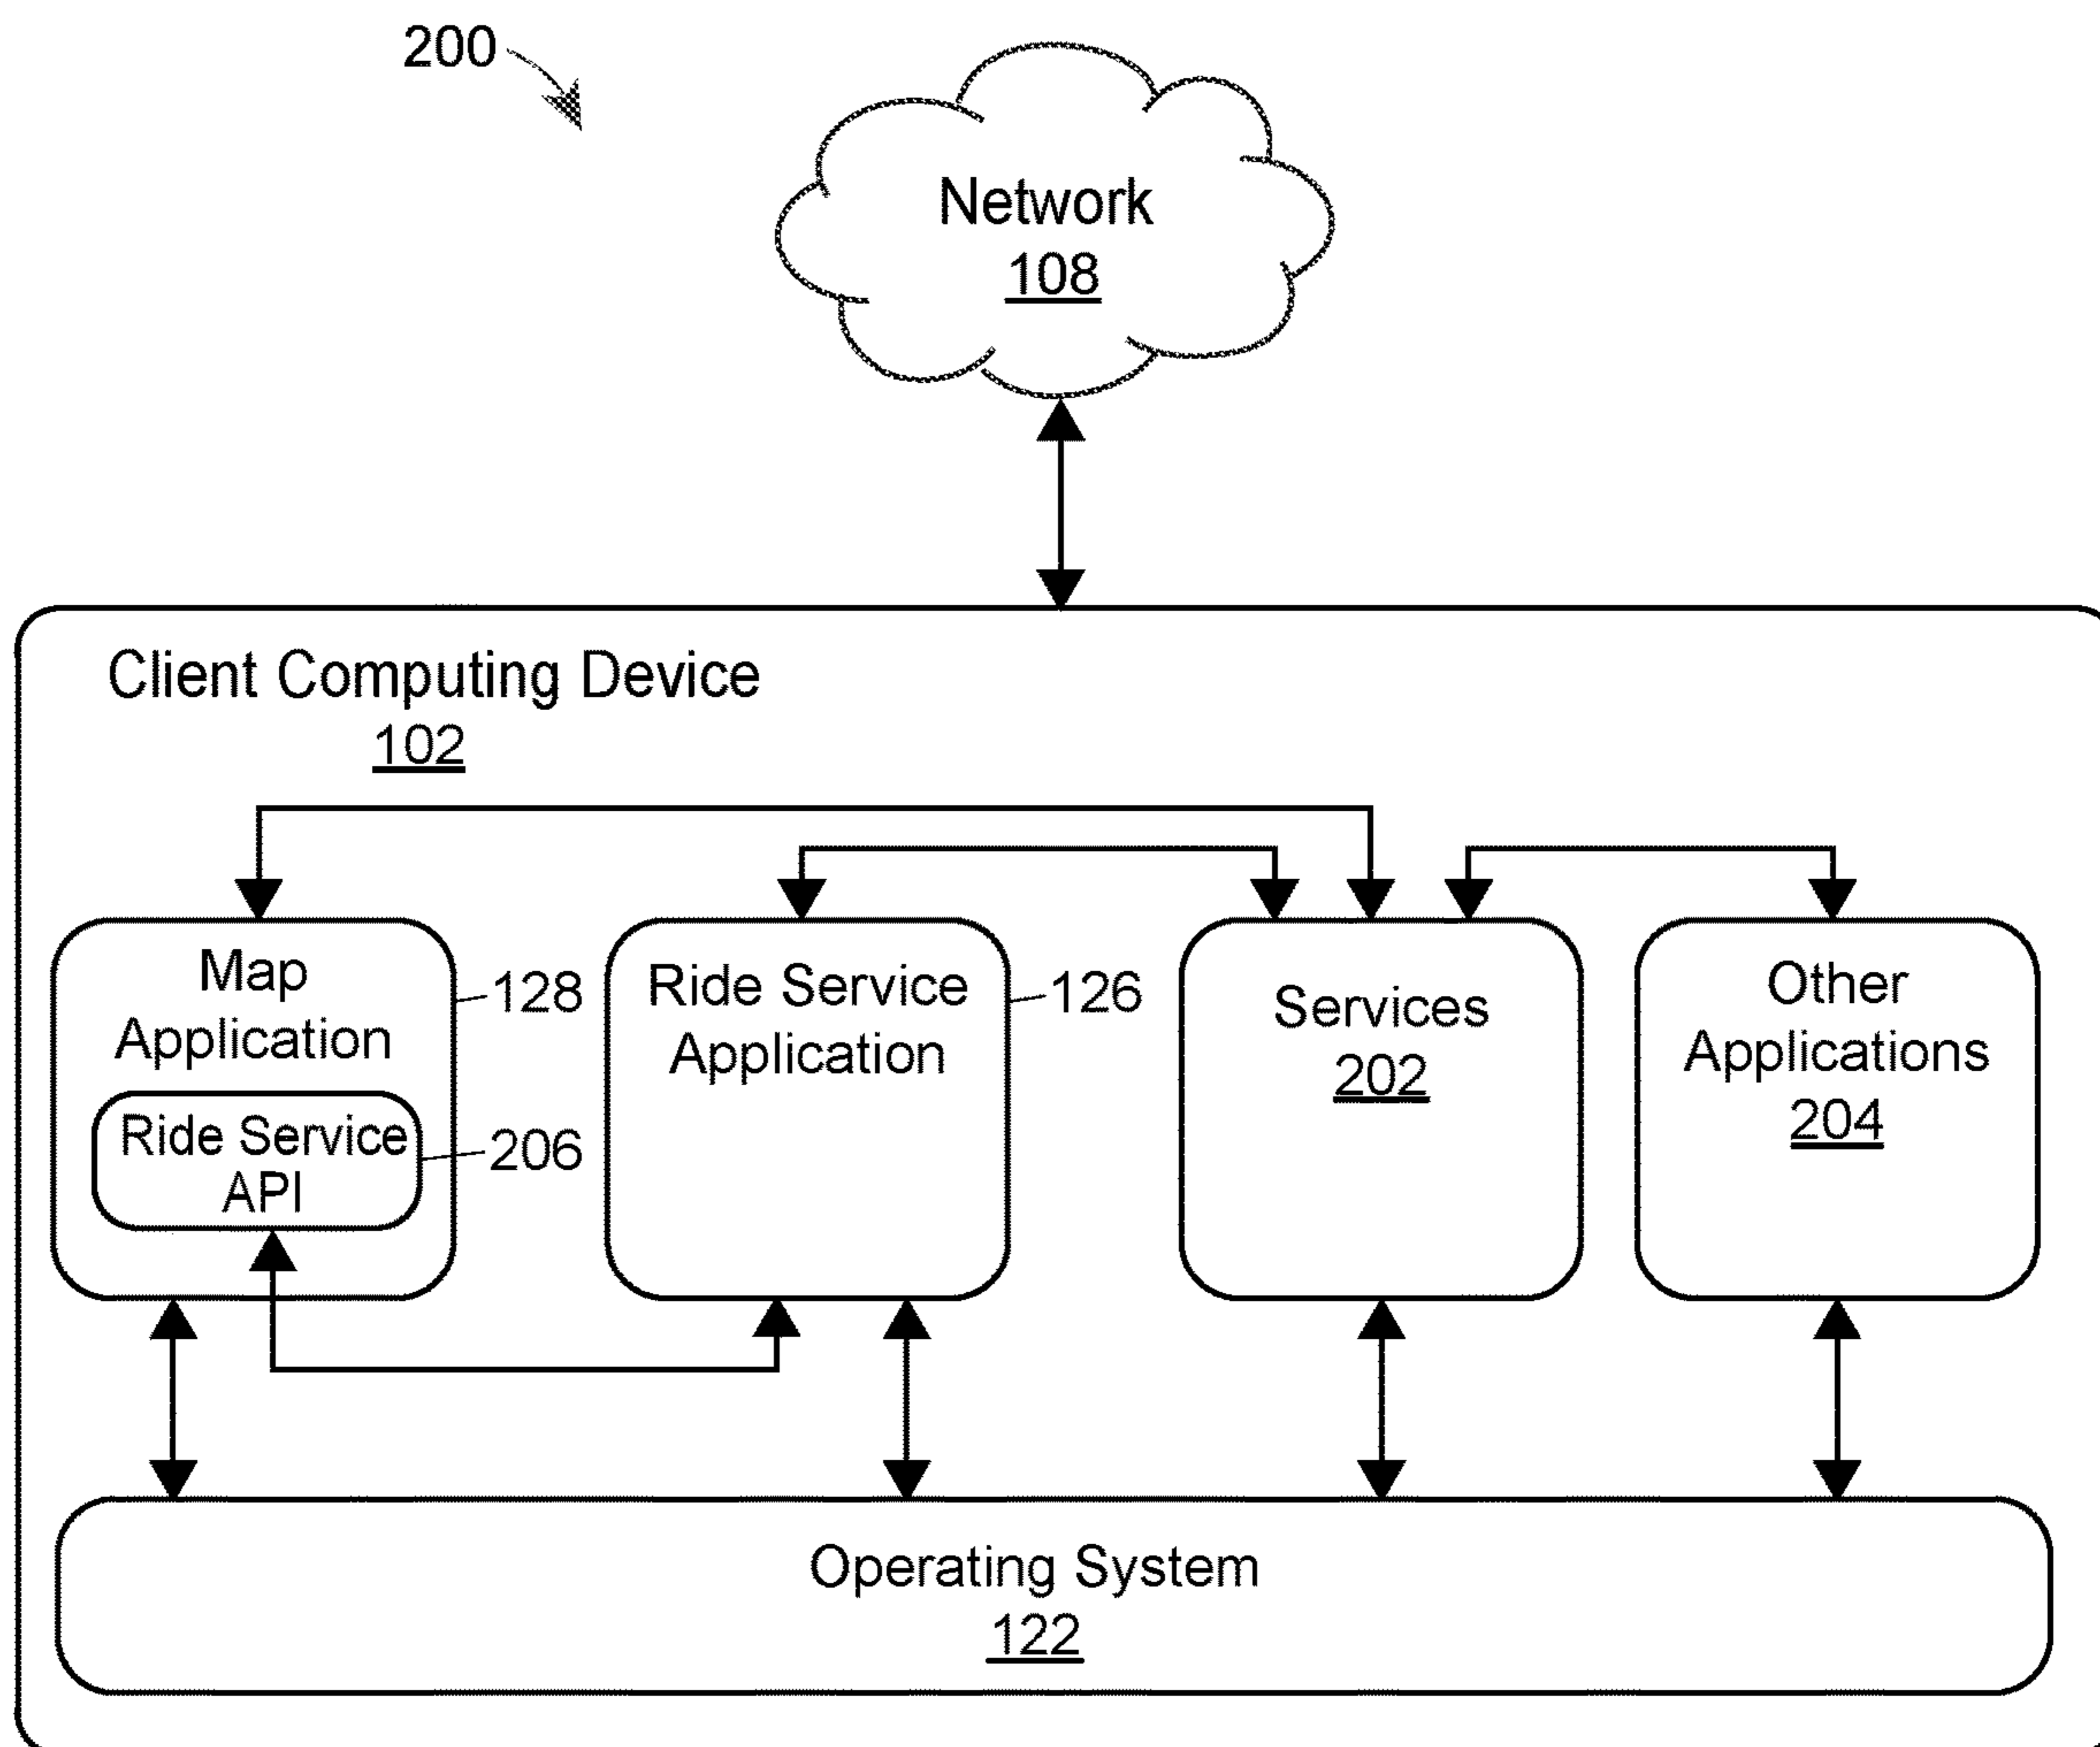 200
Network
108
Client Computing Device
102
Map
Application
128
Ride Service
API
206
Ride Service
Application
126
Services
202
Other
Applications
204
Operating System
122